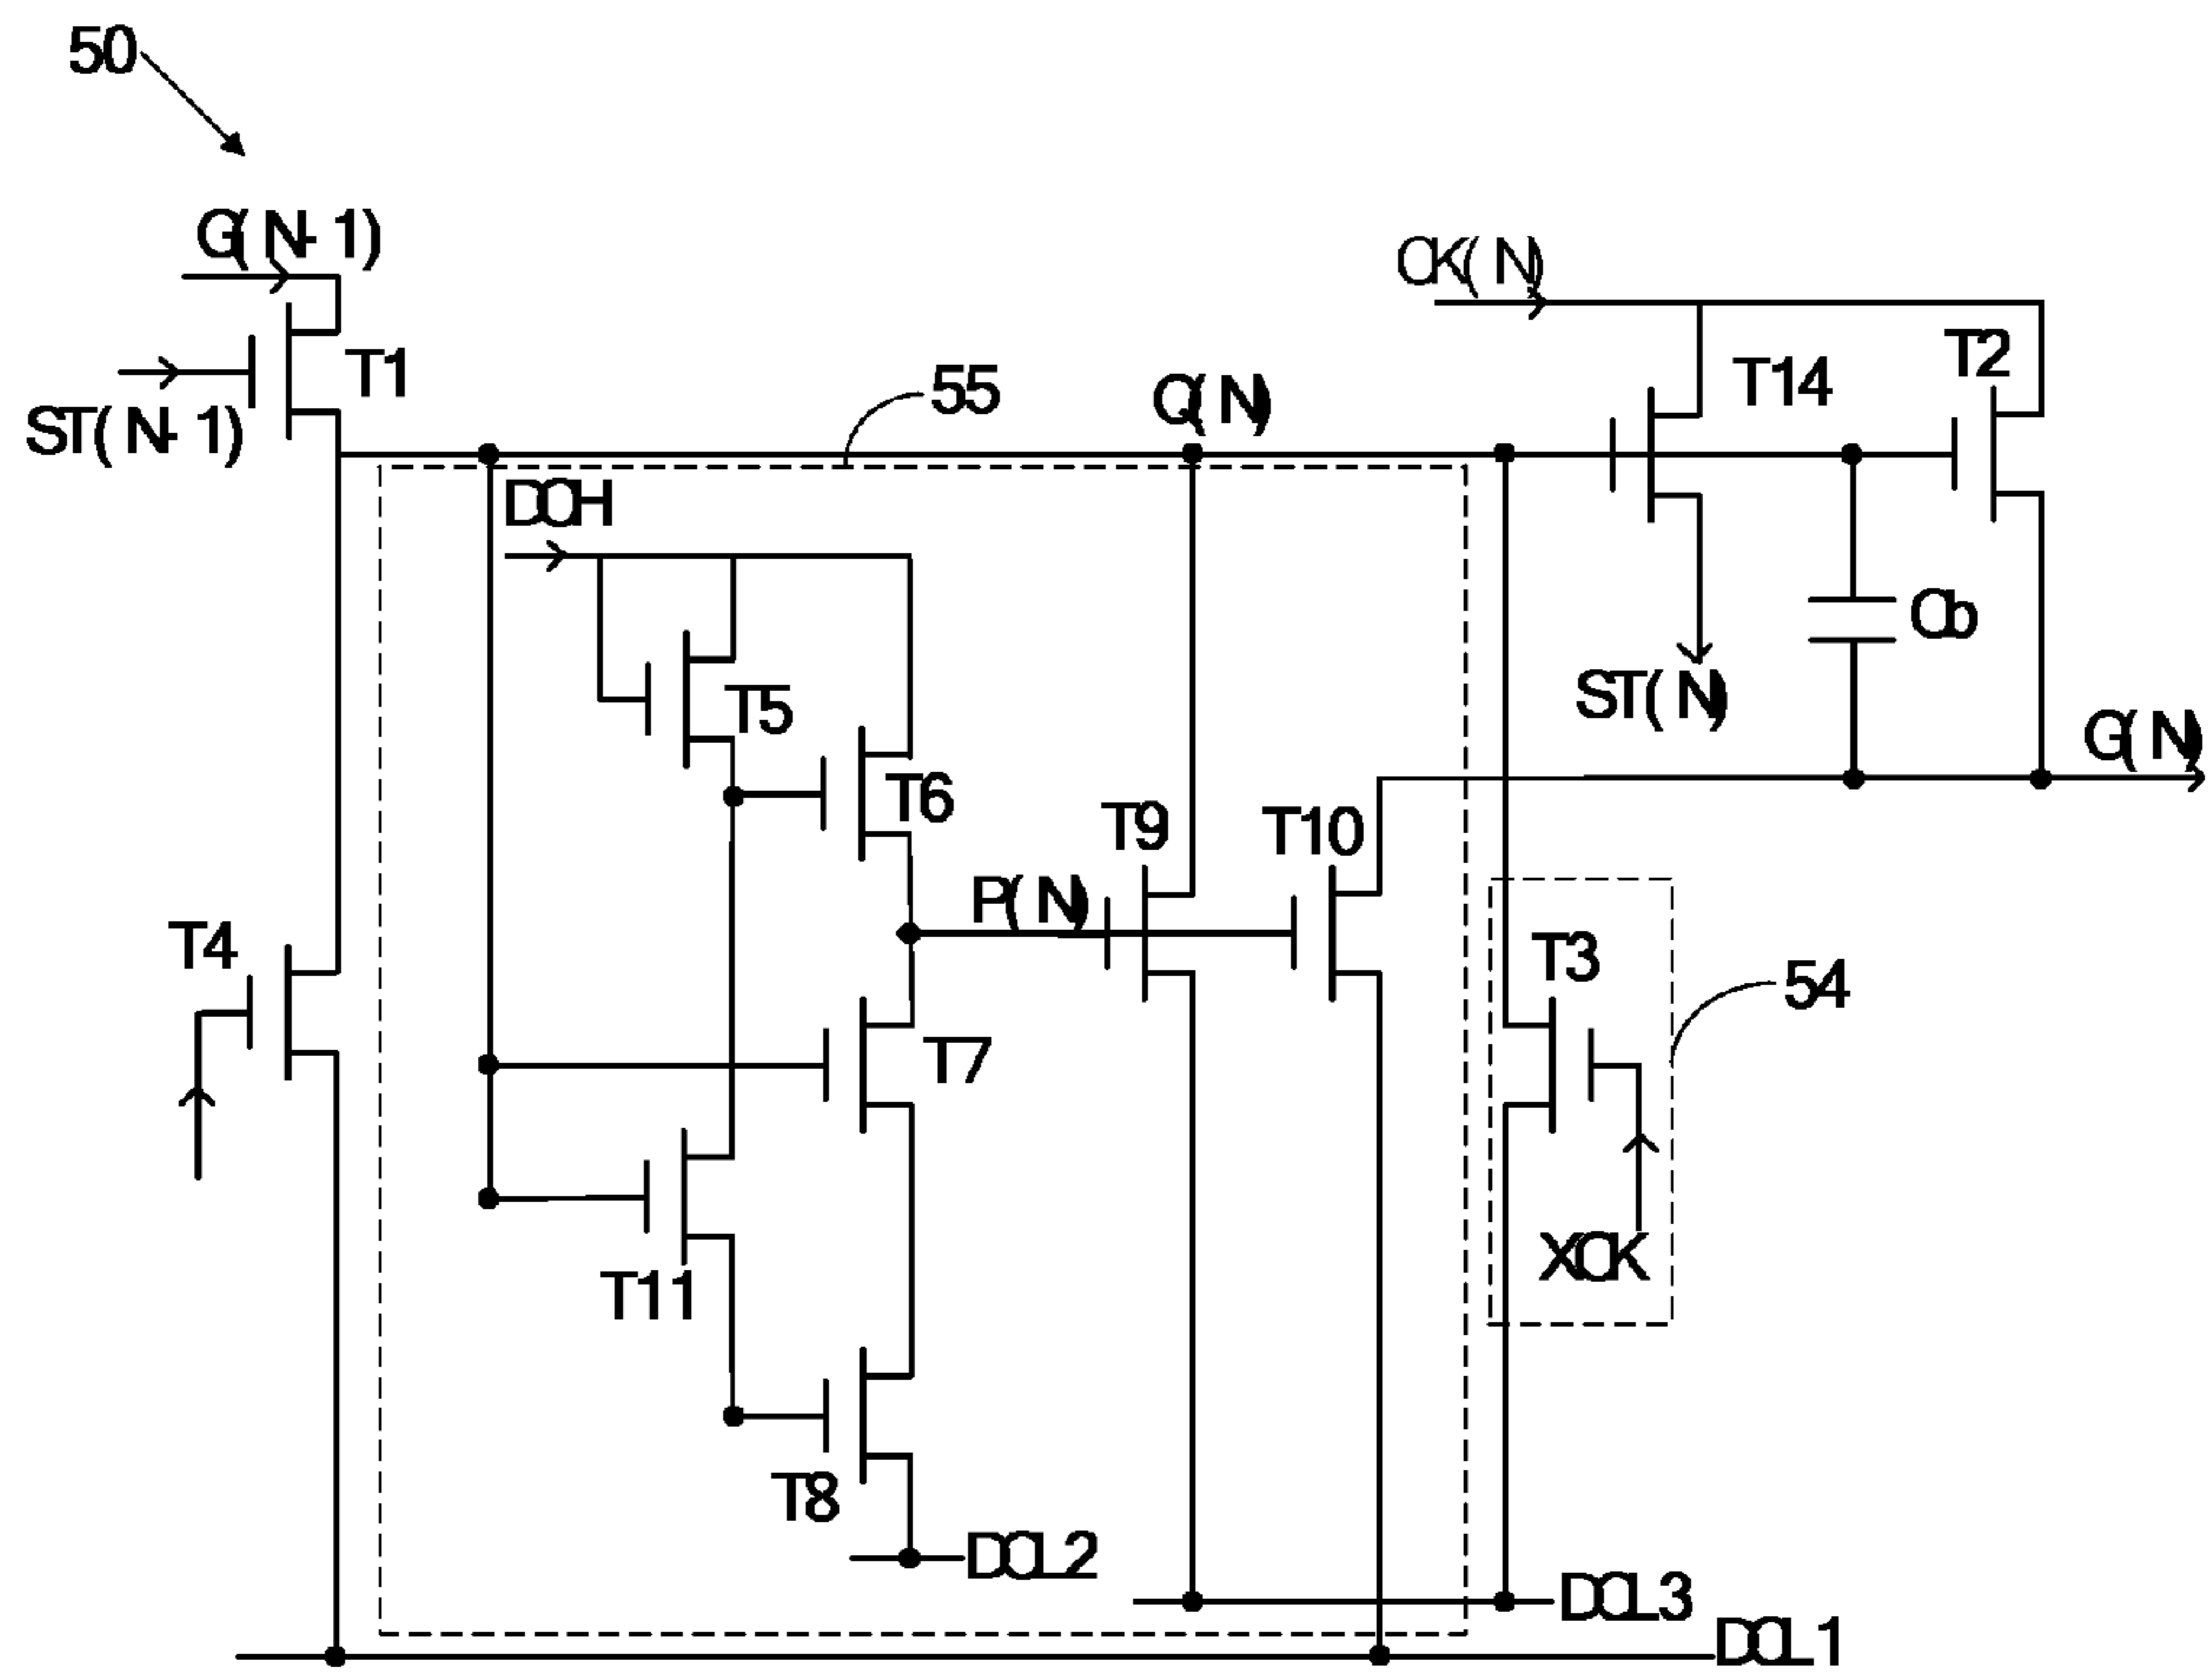 50
G(N-1)
CK(N)
T2
T1
T14
55
Q(N)
ST(N-1)
DCH
Cb
T5
ST(N)
G(N)
T6
T9
T10
P(N)
T4
T3
54
T7
XCK
T11
T8
DCL2
DCL3
DCL1